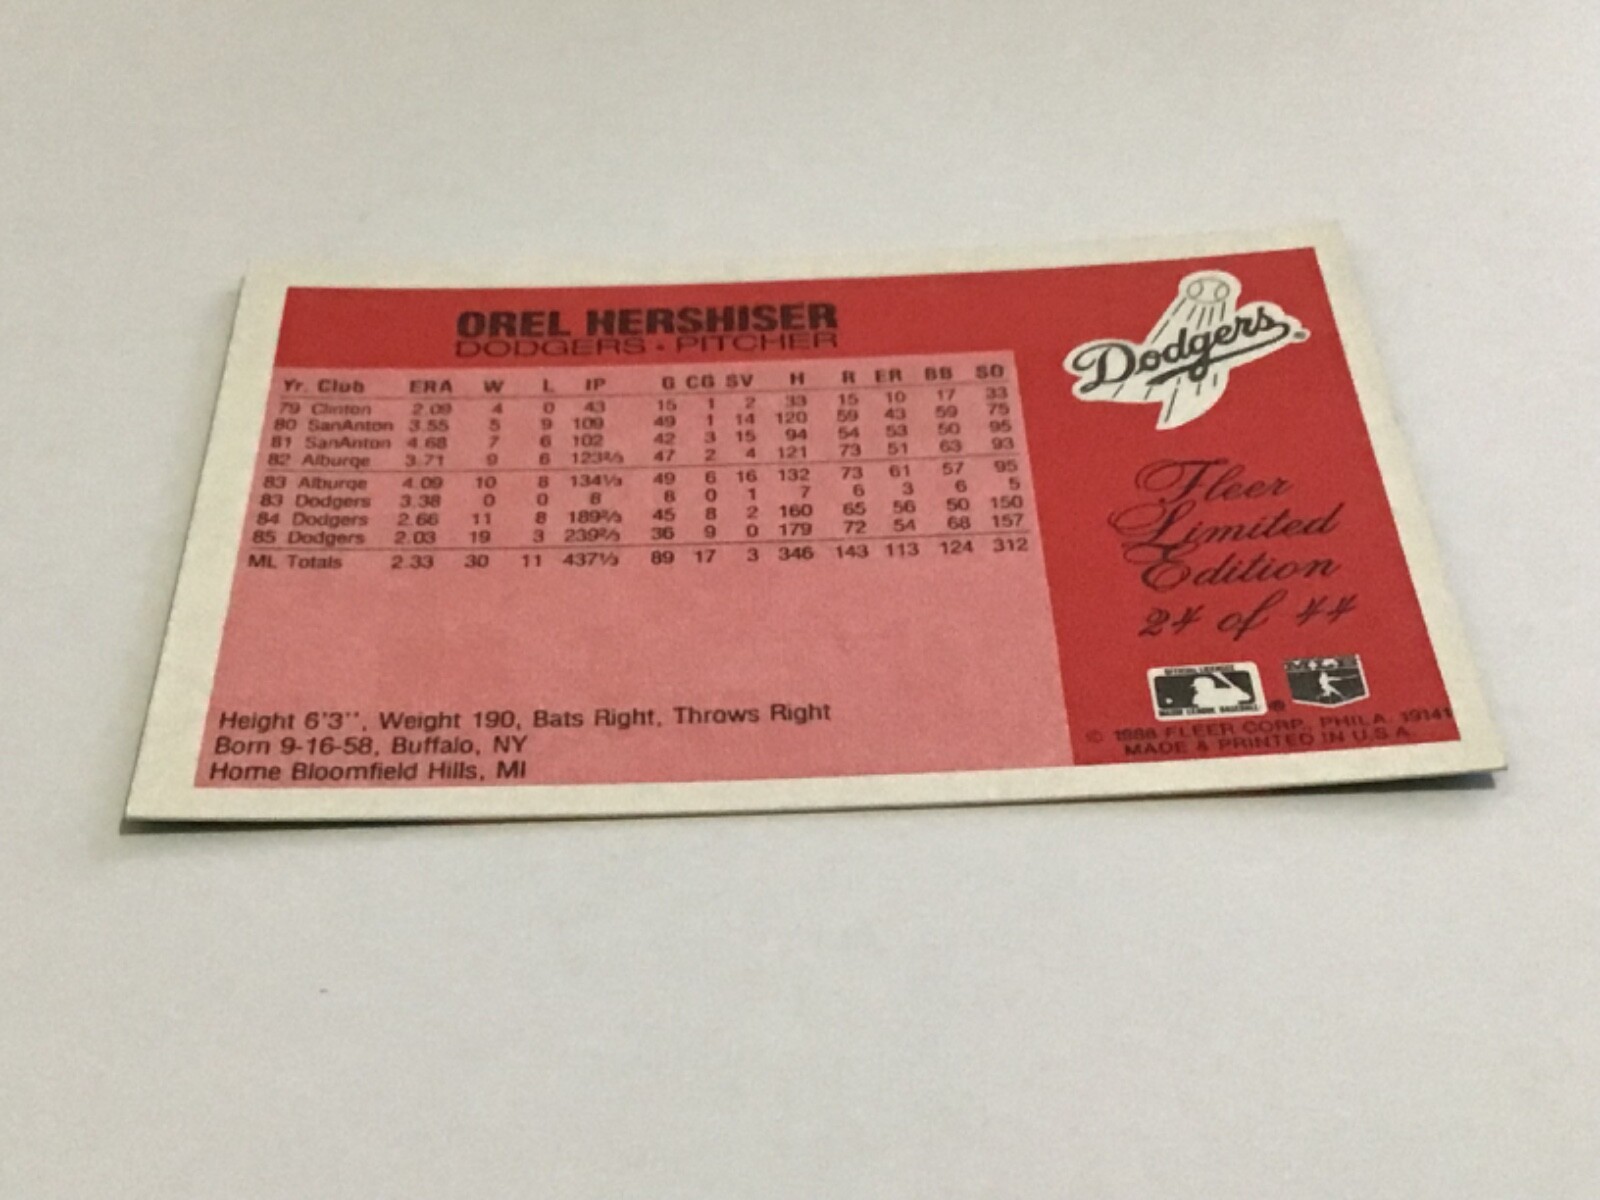 OREL HERSHISER
DODGERS • PITCHER
Yr. Club ERA W L IP G CG SV H R ER BB SO
79 Clinton 2.09 4 0 43 15 1 2 33 15 10 17 33
80 SanAnton 3.55 5 9 109 49 1 14 120 59 43 59 75
81 SanAnton 4.68 7 6 102 42 3 15 94 54 53 50 95
82 Alburqe 3.71 9 6 123⅔ 47 2 4 121 73 51 63 93
83 Alburqe 4.09 10 8 134⅓ 49 6 16 132 73 61 57 95
83 Dodgers 3.38 0 0 8 8 0 1 7 6 3 6 5
84 Dodgers 2.66 11 8 189⅔ 45 8 2 160 65 56 50 150
85 Dodgers 2.03 19 3 239⅔ 36 9 0 179 72 54 68 157
ML Totals 2.33 30 11 437⅓ 89 17 3 346 143 113 124 312
Height 6'3", Weight 190, Bats Right, Throws Right
Born 9-16-58, Buffalo, NY
Home Bloomfield Hills, MI
Dodgers
Fleer
Limited
Edition
24 of 44
MAJOR LEAGUE BASEBALL
© 1986 FLEER CORP., PHILA. 19141
MADE & PRINTED IN U.S.A.